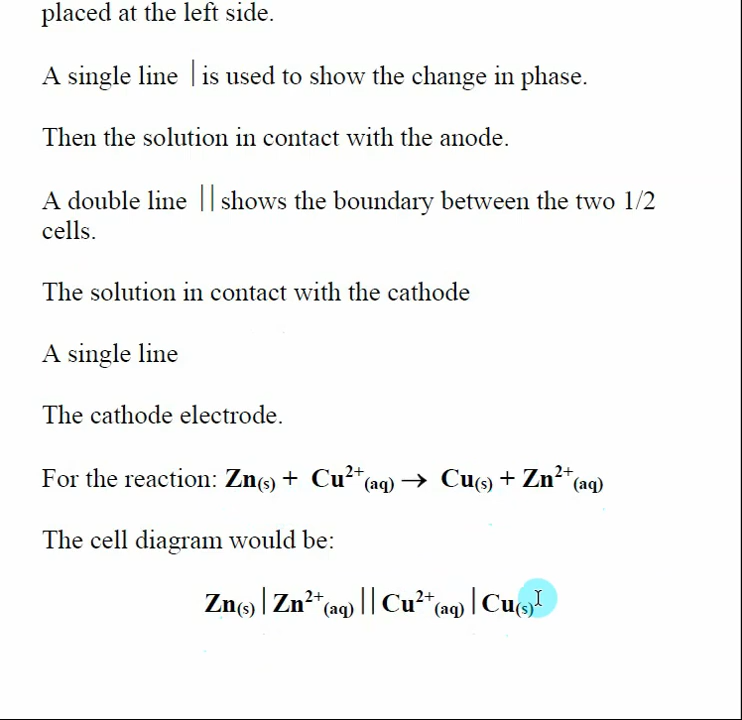 placed at the left side.
A single line | is used to show the change in phase.
Then the solution in contact with the anode.
A double line || shows the boundary between the two 1/2
cells.
The solution in contact with the cathode
A single line
The cathode electrode.
For the reaction: Zn(s) + Cu²⁺(aq) → Cu(s) + Zn²⁺(aq)
The cell diagram would be:
Zn(s) | Zn²⁺(aq) || Cu²⁺(aq) | Cu(s)